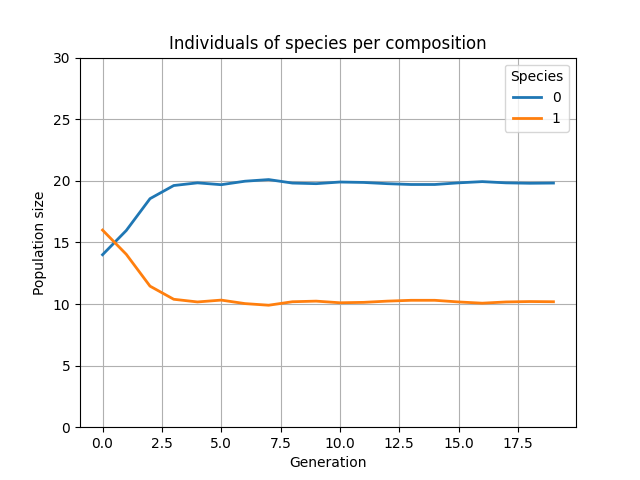 Individuals of species per composition
30
25
20
15
10
5
0
Population size
Species
0
1
0.0 2.5 5.0 7.5 10.0 12.5 15.0 17.5
Generation